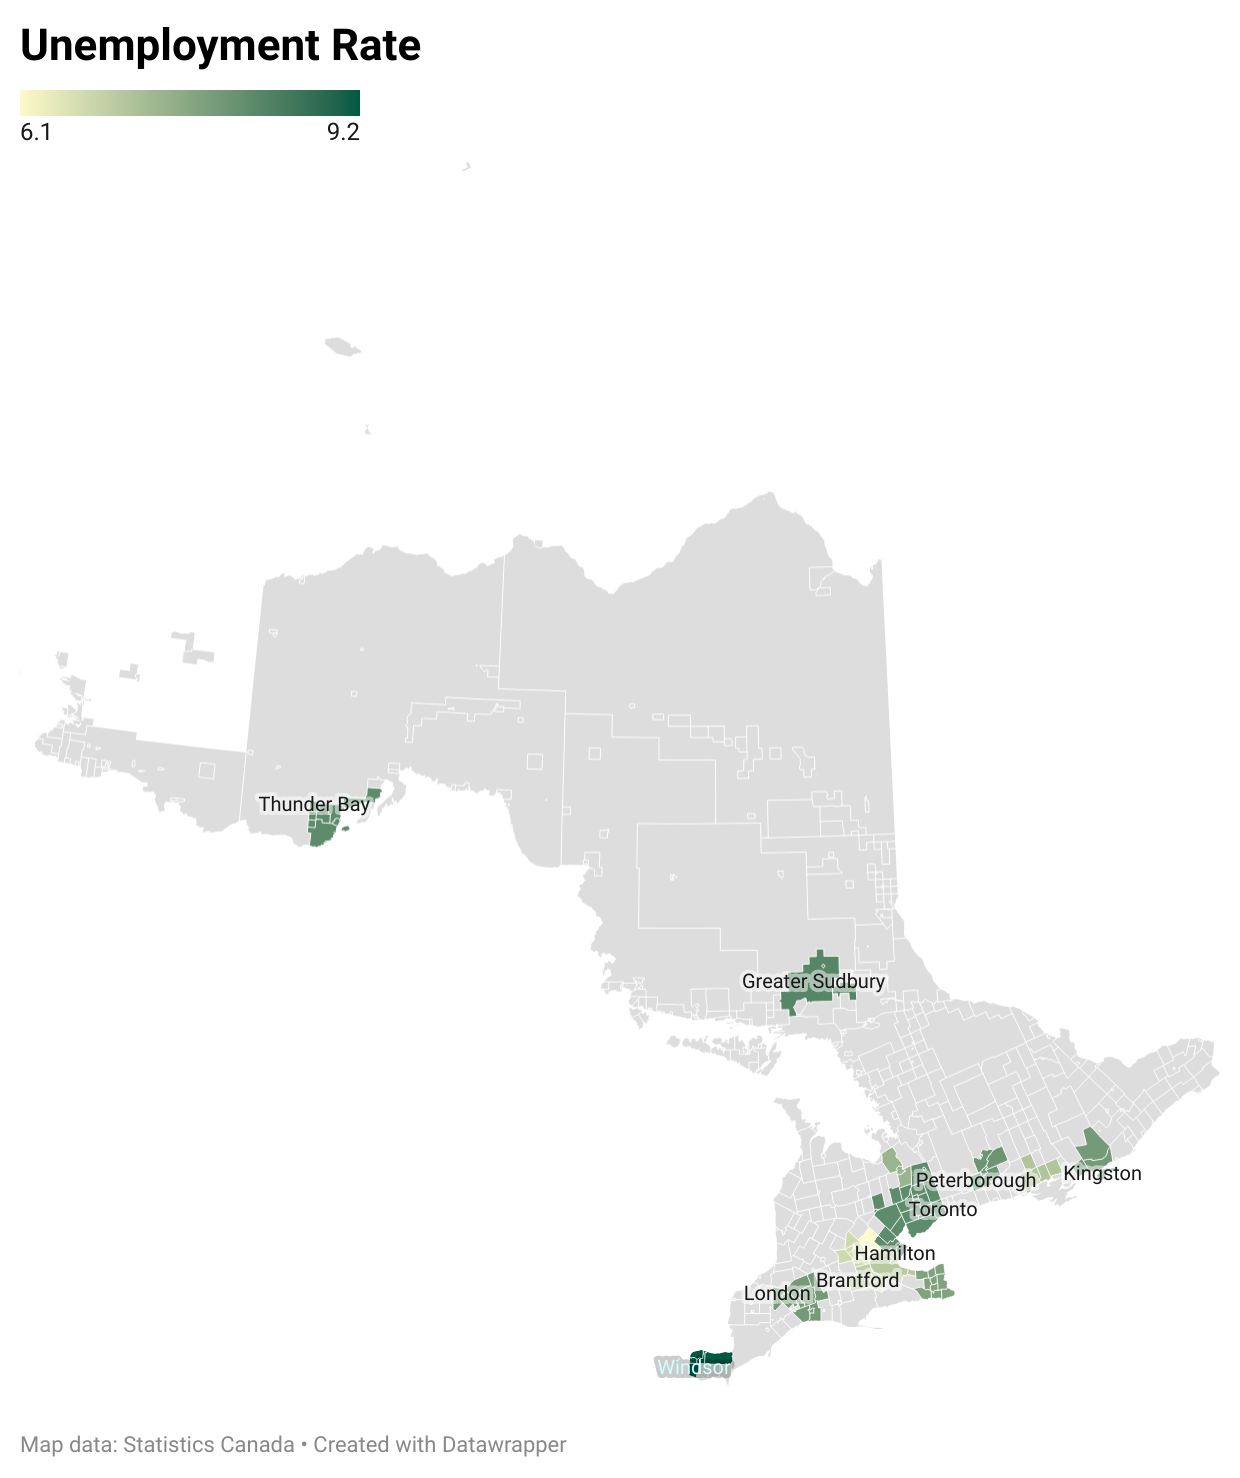 Unemployment Rate
6.1 9.2
Thunder Bay
Greater Sudbury
Kingston
Peterborough
Toronto
Hamilton
Brantford
London
Windsor
Map data: Statistics Canada • Created with Datawrapper